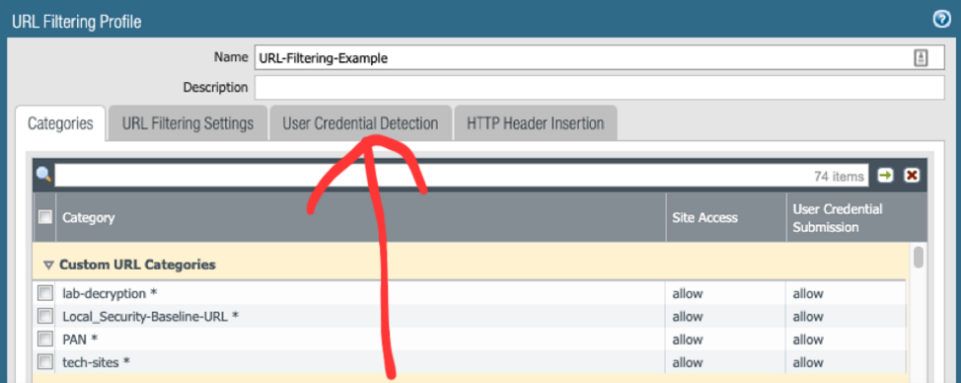 URL Filtering Profile
Name URL-Filtering-Example
Description
Categories URL Filtering Settings User Credential Detection HTTP Header Insertion
74 items
Category Site Access User Credential Submission
Custom URL Categories
lab-decryption * allow allow
Local_Security-Baseline-URL * allow allow
PAN * allow allow
tech-sites * allow allow